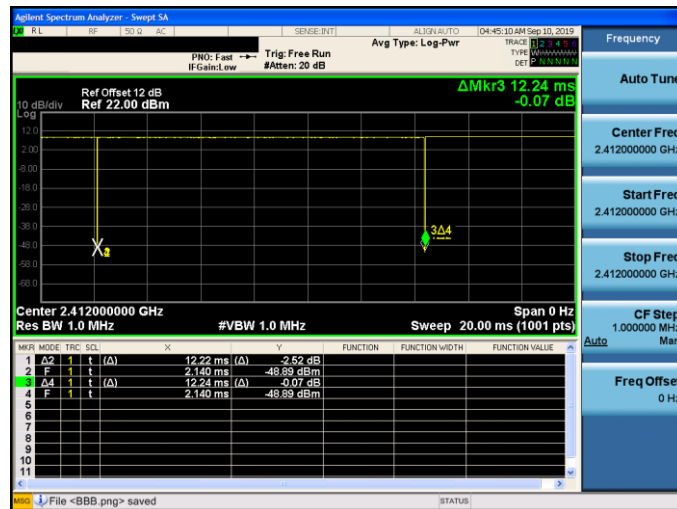 Agilent Spectrum Analyzer - Swept SA
RL RF 50 Ω AC SENSE:INT ALIGN AUTO 04:45:10 AM Sep 10, 2019
Avg Type: Log-Pwr TRACE 1 2 3 4 5 6
PNO: Fast Trig: Free Run TYPE
IFGain:Low #Atten: 20 dB DET P N N N N N
Frequency
ΔMkr3 12.24 ms
-0.07 dB
Ref Offset 12 dB
10 dB/div Ref 22.00 dBm
Log
12.0
2.00
-8.00
-18.0
-28.0
-38.0
-48.0
-58.0
-68.0
2
3Δ4
Center 2.412000000 GHz Span 0 Hz
Res BW 1.0 MHz #VBW 1.0 MHz Sweep 20.00 ms (1001 pts)
MKR MODE TRC SCL X Y FUNCTION FUNCTION WIDTH FUNCTION VALUE
1 Δ2 1 t (Δ) 12.22 ms (Δ) -2.52 dB
2 F 1 t 2.140 ms -48.89 dBm
3 Δ4 1 t (Δ) 12.24 ms (Δ) -0.07 dB
4 F 1 t 2.140 ms -48.89 dBm
5
6
7
8
9
10
11
MSG File <BBB.png> saved STATUS
Auto Tune
Center Freq
2.412000000 GHz
Start Freq
2.412000000 GHz
Stop Freq
2.412000000 GHz
CF Step
1.000000 MHz
Auto Man
Freq Offset
0 Hz